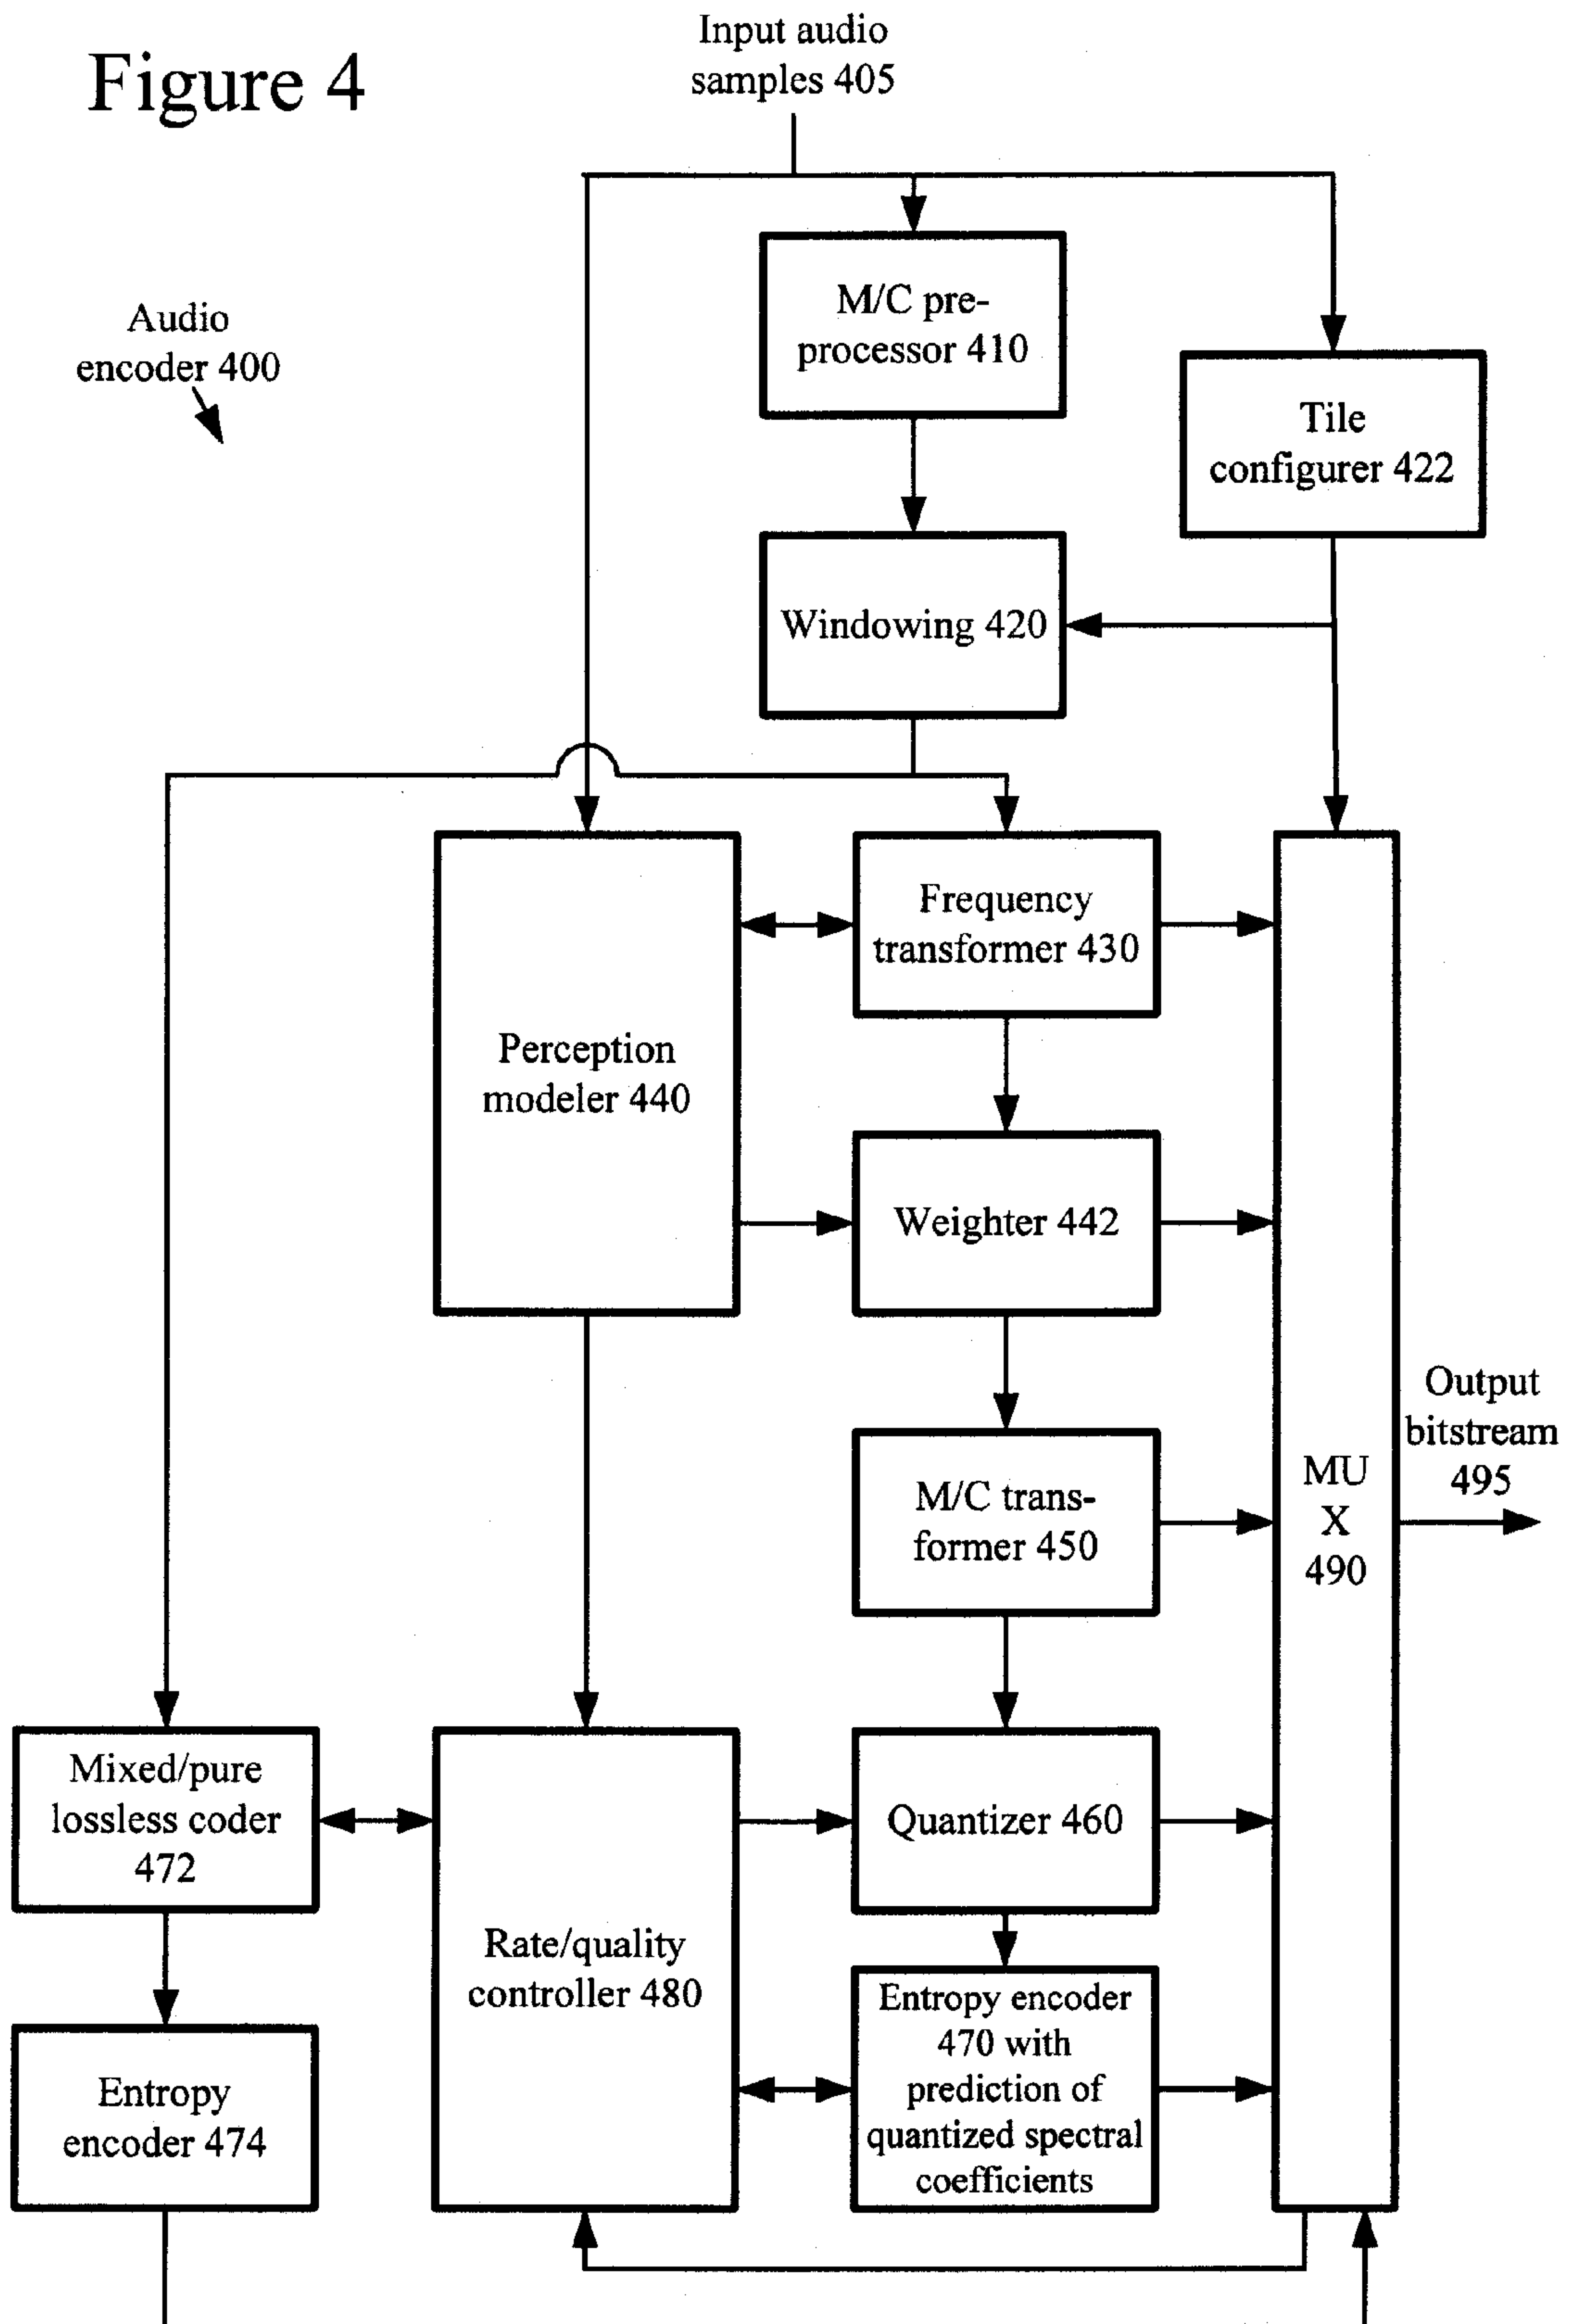 Figure 4
Input audio
samples 405
Audio
encoder 400
M/C pre-
processor 410
Tile
configurer 422
Windowing 420
Frequency
transformer 430
Perception
modeler 440
Weighter 442
Output
bitstream
495
M/C trans-
former 450
MU
X
490
Mixed/pure
lossless coder
472
Quantizer 460
Rate/quality
controller 480
Entropy encoder
470 with
prediction of
quantized spectral
coefficients
Entropy
encoder 474